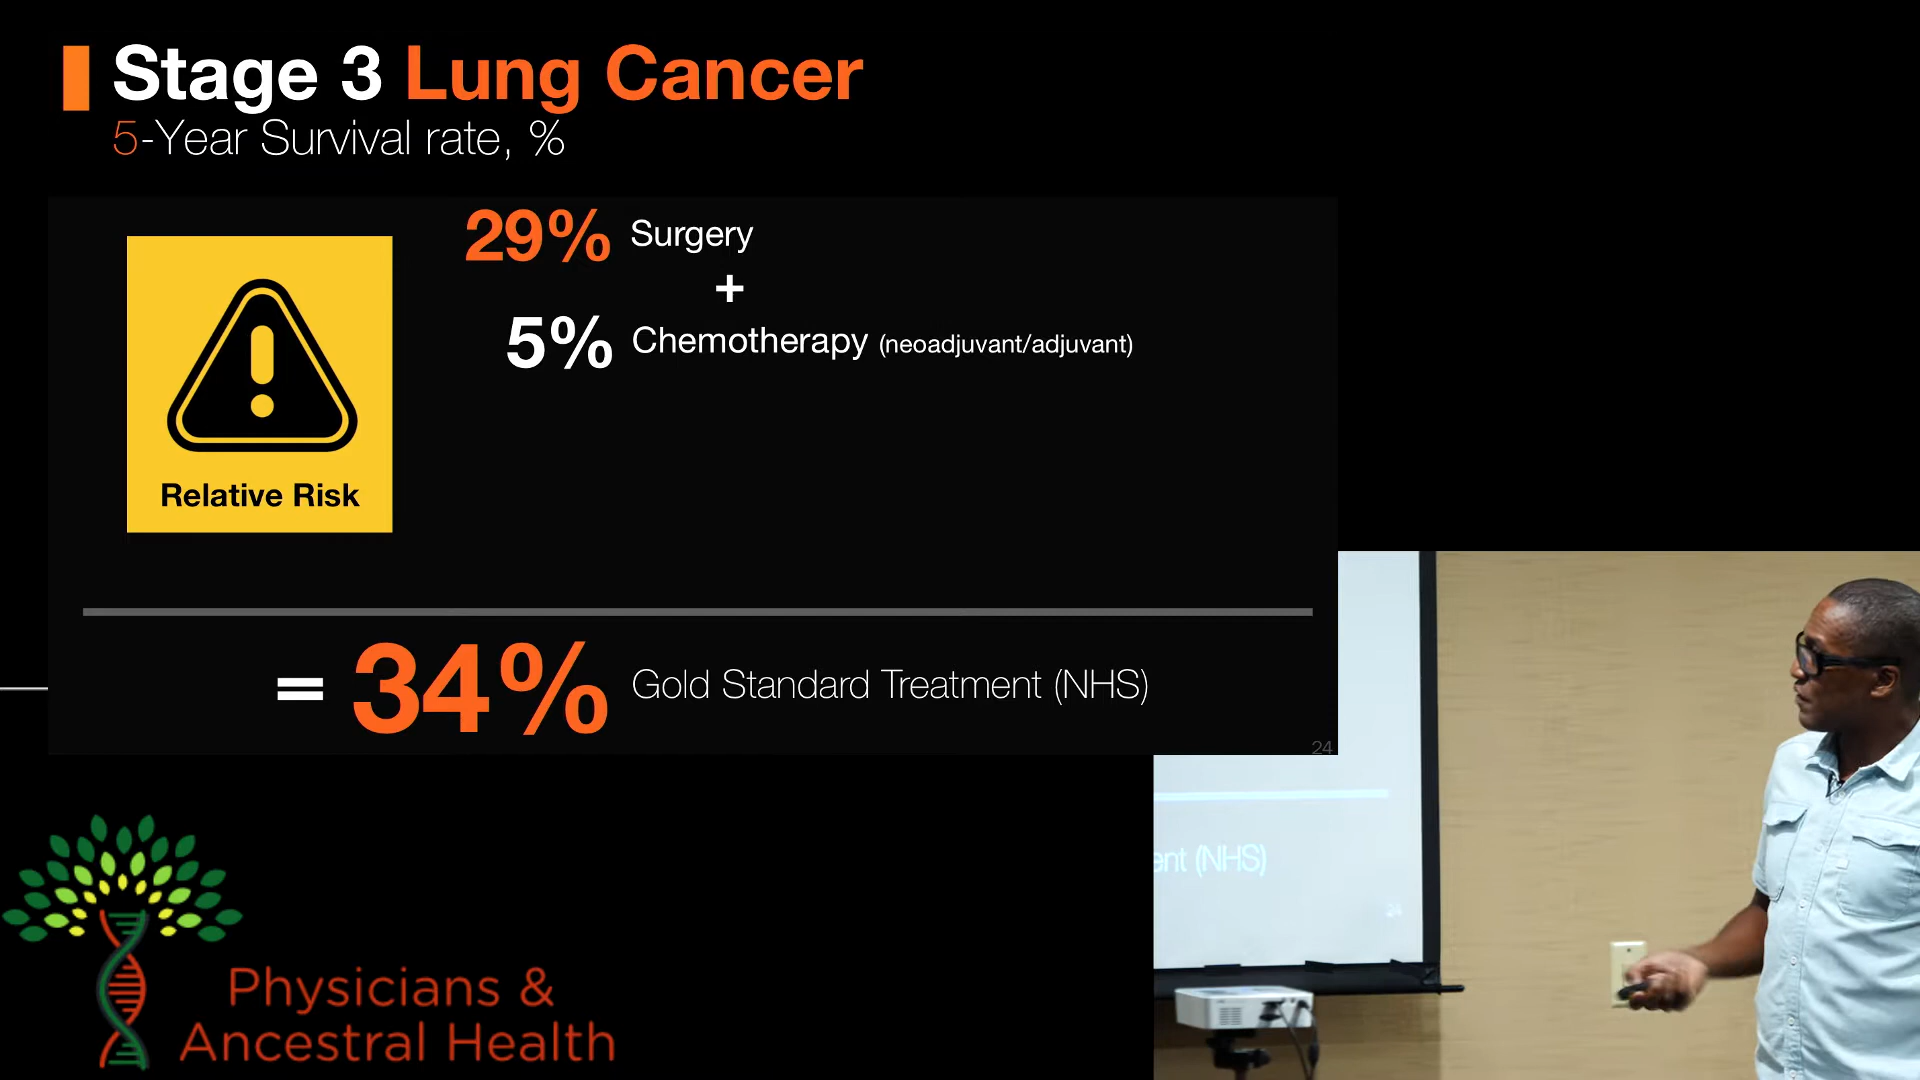 Stage 3 Lung Cancer
5-Year Survival rate, %
29% Surgery
+
5% Chemotherapy (neoadjuvant/adjuvant)
Relative Risk
= 34% Gold Standard Treatment (NHS)
24
ent (NHS)
24
Physicians &
Ancestral Health